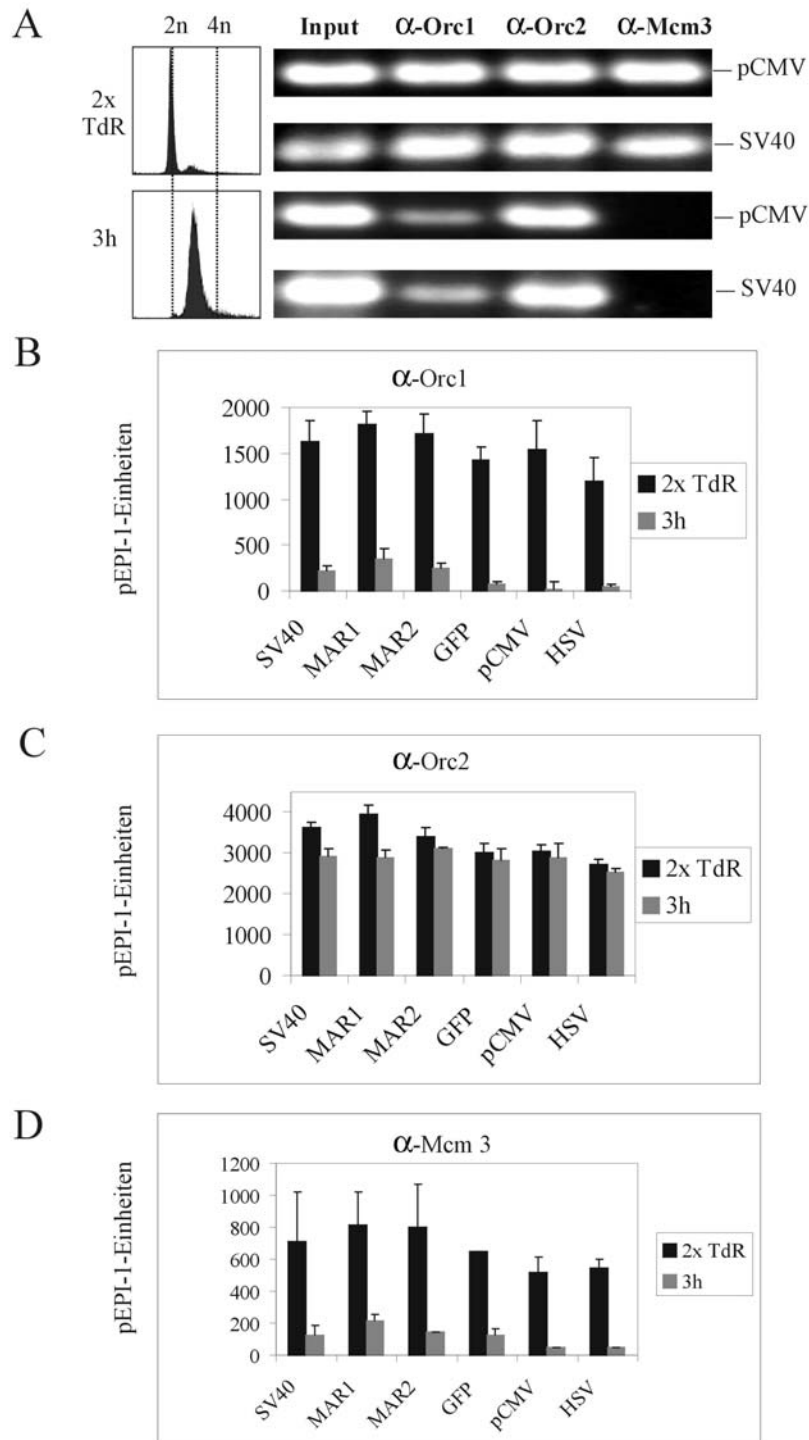 A
2n 4n
Input α-Orc1 α-Orc2 α-Mcm3
2x
TdR
pCMV
SV40
3h
pCMV
SV40
B
α-Orc1
pEPI-1-Einheiten
2000
1500
1000
500
0
SV40 MAR1 MAR2 GFP pCMV HSV
2x TdR
3h
C
α-Orc2
pEPI-1-Einheiten
4000
3000
2000
1000
0
SV40 MAR1 MAR2 GFP pCMV HSV
2x TdR
3h
D
α-Mcm 3
pEPI-1-Einheiten
1200
1000
800
600
400
200
0
SV40 MAR1 MAR2 GFP pCMV HSV
2x TdR
3h